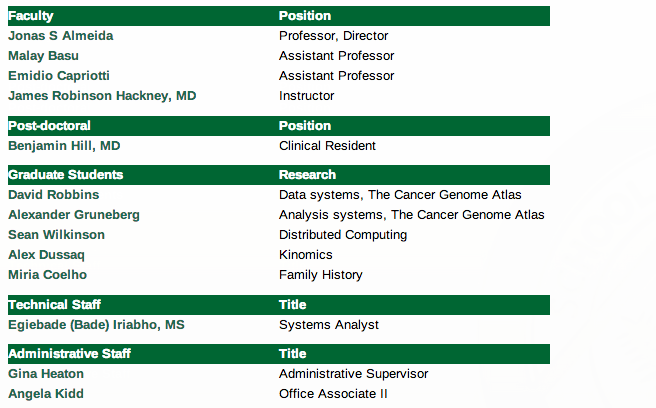 Faculty Position
Jonas S Almeida Professor, Director
Malay Basu Assistant Professor
Emidio Capriotti Assistant Professor
James Robinson Hackney, MD Instructor
Post-doctoral Position
Benjamin Hill, MD Clinical Resident
Graduate Students Research
David Robbins Data systems, The Cancer Genome Atlas
Alexander Gruneberg Analysis systems, The Cancer Genome Atlas
Sean Wilkinson Distributed Computing
Alex Dussaq Kinomics
Miria Coelho Family History
Technical Staff Title
Egiebade (Bade) Iriabho, MS Systems Analyst
Administrative Staff Title
Gina Heaton Administrative Supervisor
Angela Kidd Office Associate II